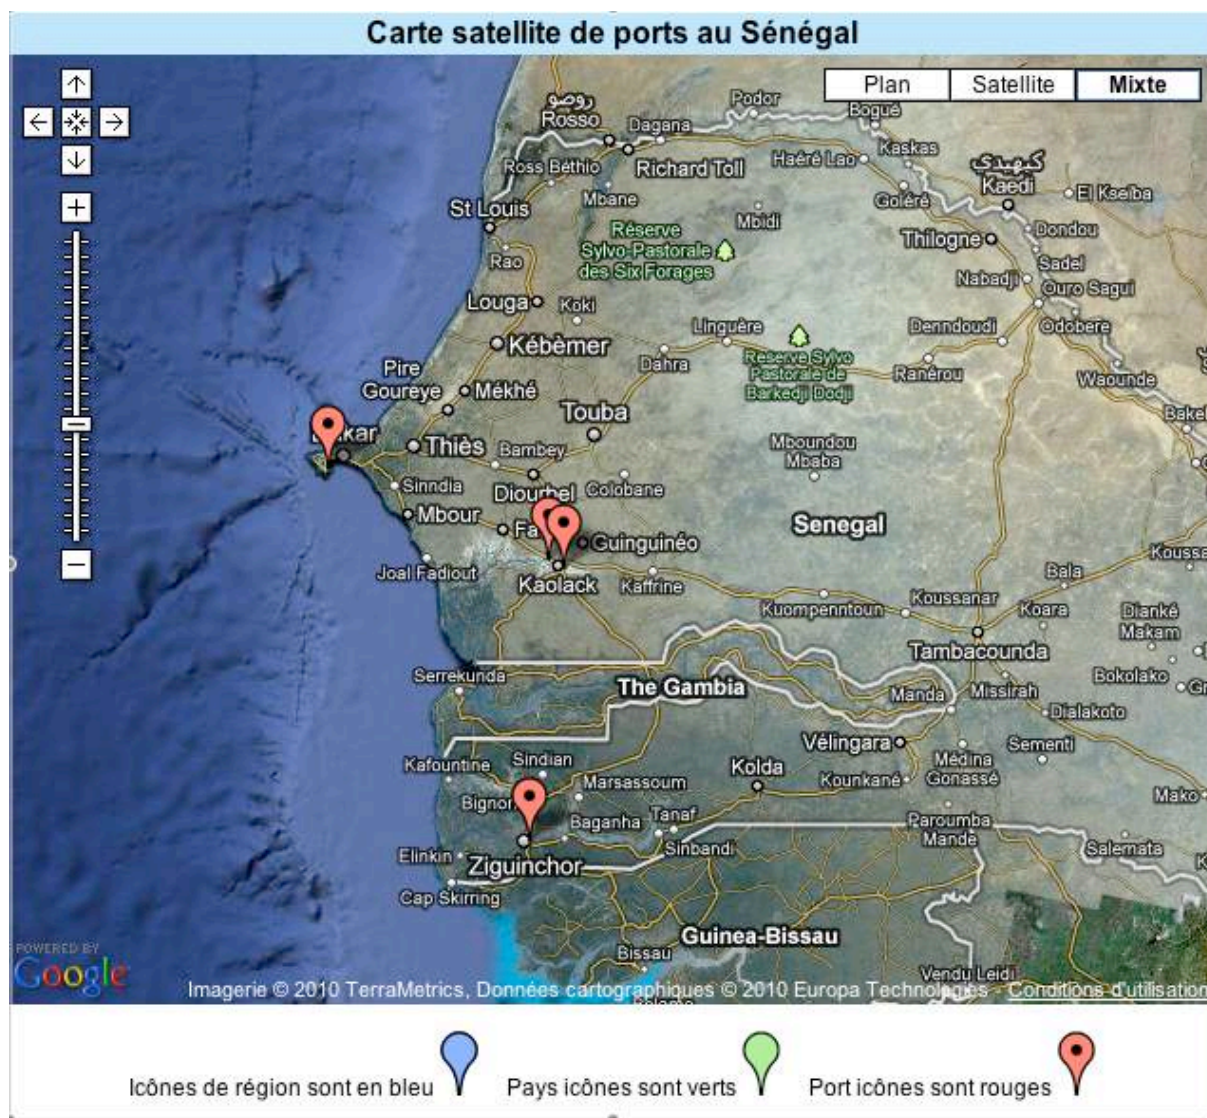 Carte satellite de ports au Sénégal
Plan
Satellite
Mixte
روصو
Rosso
Dagana
Podor
Bogué
Ross Béthio
Richard Toll
Haéré Lao
Kaskas
كيهيدي
Kaedi
El Kseïba
St Louis
Mbane
Mbidi
Goléré
Réserve
Sylvo-Pastorale
des Six Forages
Thilogne
Dondou
Rao
Sadel
Nabadji
Ouro Sagui
Louga
Koki
Linguère
Denndoudi
Odobere
Kébèmer
Dahra
Reserve Sylvo
Pastorale de
Barkedji Dodji
Ranérou
Waounde
Pire
Goureye
Mékhé
Touba
Thiès
Bambey
Mboundou
Mbaba
Sinndia
Diourbel
Colobane
Mbour
Senegal
Guinguinéo
Joal Fadiout
Kaolack
Kaffrine
Bala
Kuompenntoun
Koussanar
Koara
Dianké
Makam
Tambacounda
Serrekunda
The Gambia
Manda
Missirah
Bokolako
Dialakoto
Vélingara
Sementi
Kafountine
Sindian
Kolda
Kounkané
Médina
Gonassé
Marsassoum
Mako
Baganha
Tanaf
Paroumba
Mande
Elinkin
Ziguinchor
Sinbandi
Salemata
Cap Skirring
Guinea-Bissau
Bissau
Vendu Leidi
POWERED BY
Google
Imagerie © 2010 TerraMetrics, Données cartographiques © 2010 Europa Technologies - Conditions d'utilisation
Icônes de région sont en bleu
Pays icônes sont verts
Port icônes sont rouges